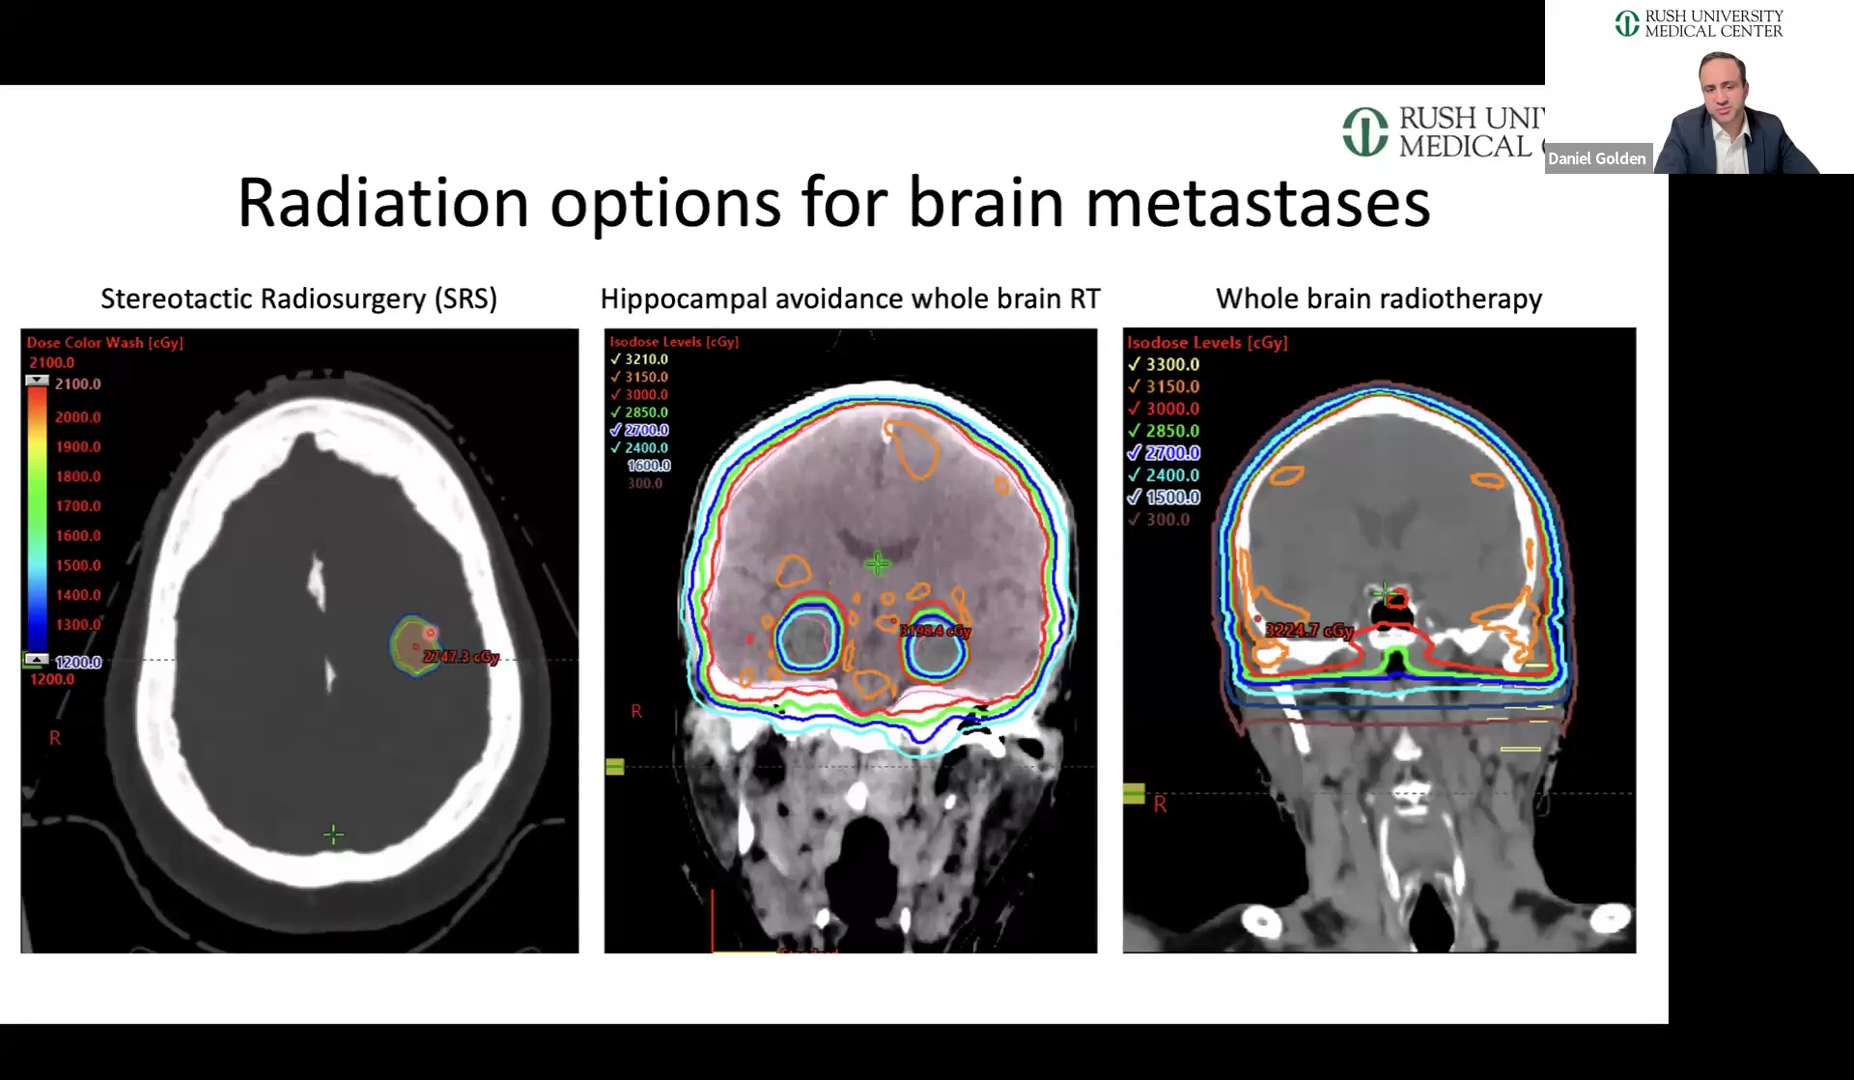 RUSH UNIVERSITY
MEDICAL CENTER
Daniel Golden
RUSH UNIV
MEDICAL C
Radiation options for brain metastases
Stereotactic Radiosurgery (SRS)
Dose Color Wash [cGy]
2100.0
2100.0
2000.0
1900.0
1800.0
1700.0
1600.0
1500.0
1400.0
1300.0
1200.0
1200.0
2747.3 cGy
R
Hippocampal avoidance whole brain RT
Isodose Levels [cGy]
✓ 3210.0
✓ 3150.0
✓ 3000.0
✓ 2850.0
✓ 2700.0
✓ 2400.0
1600.0
300.0
3198.4 cGy
R
Whole brain radiotherapy
Isodose Levels [cGy]
✓ 3300.0
✓ 3150.0
✓ 3000.0
✓ 2850.0
✓ 2700.0
✓ 2400.0
✓ 1500.0
✓ 300.0
3224.7 cGy
R